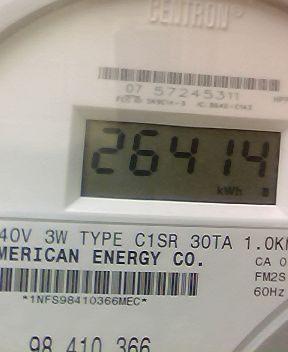 CENTRON®
07 57245311
26414
kWh
40V 3W TYPE C1SR 30TA 1.0K
MERICAN ENERGY CO.
CA 0
FM2S
60Hz
*1NFS98410366MEC*
98 410 366